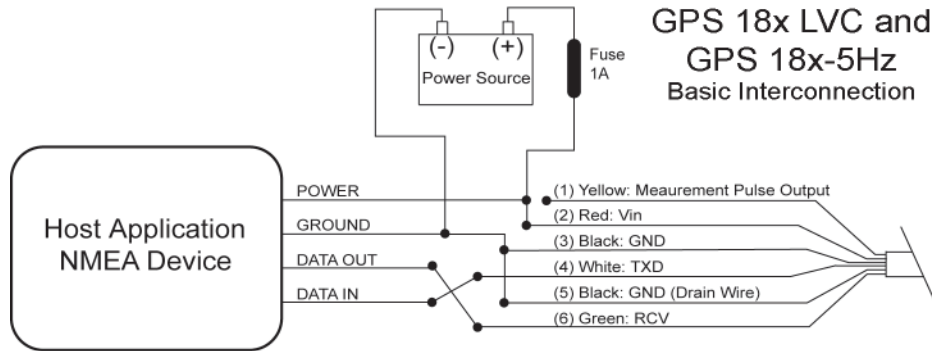 GPS 18x LVC and
GPS 18x-5Hz
Basic Interconnection
(-) (+)
Power Source
Fuse
1A
Host Application
NMEA Device
POWER
GROUND
DATA OUT
DATA IN
(1) Yellow: Meaurement Pulse Output
(2) Red: Vin
(3) Black: GND
(4) White: TXD
(5) Black: GND (Drain Wire)
(6) Green: RCV